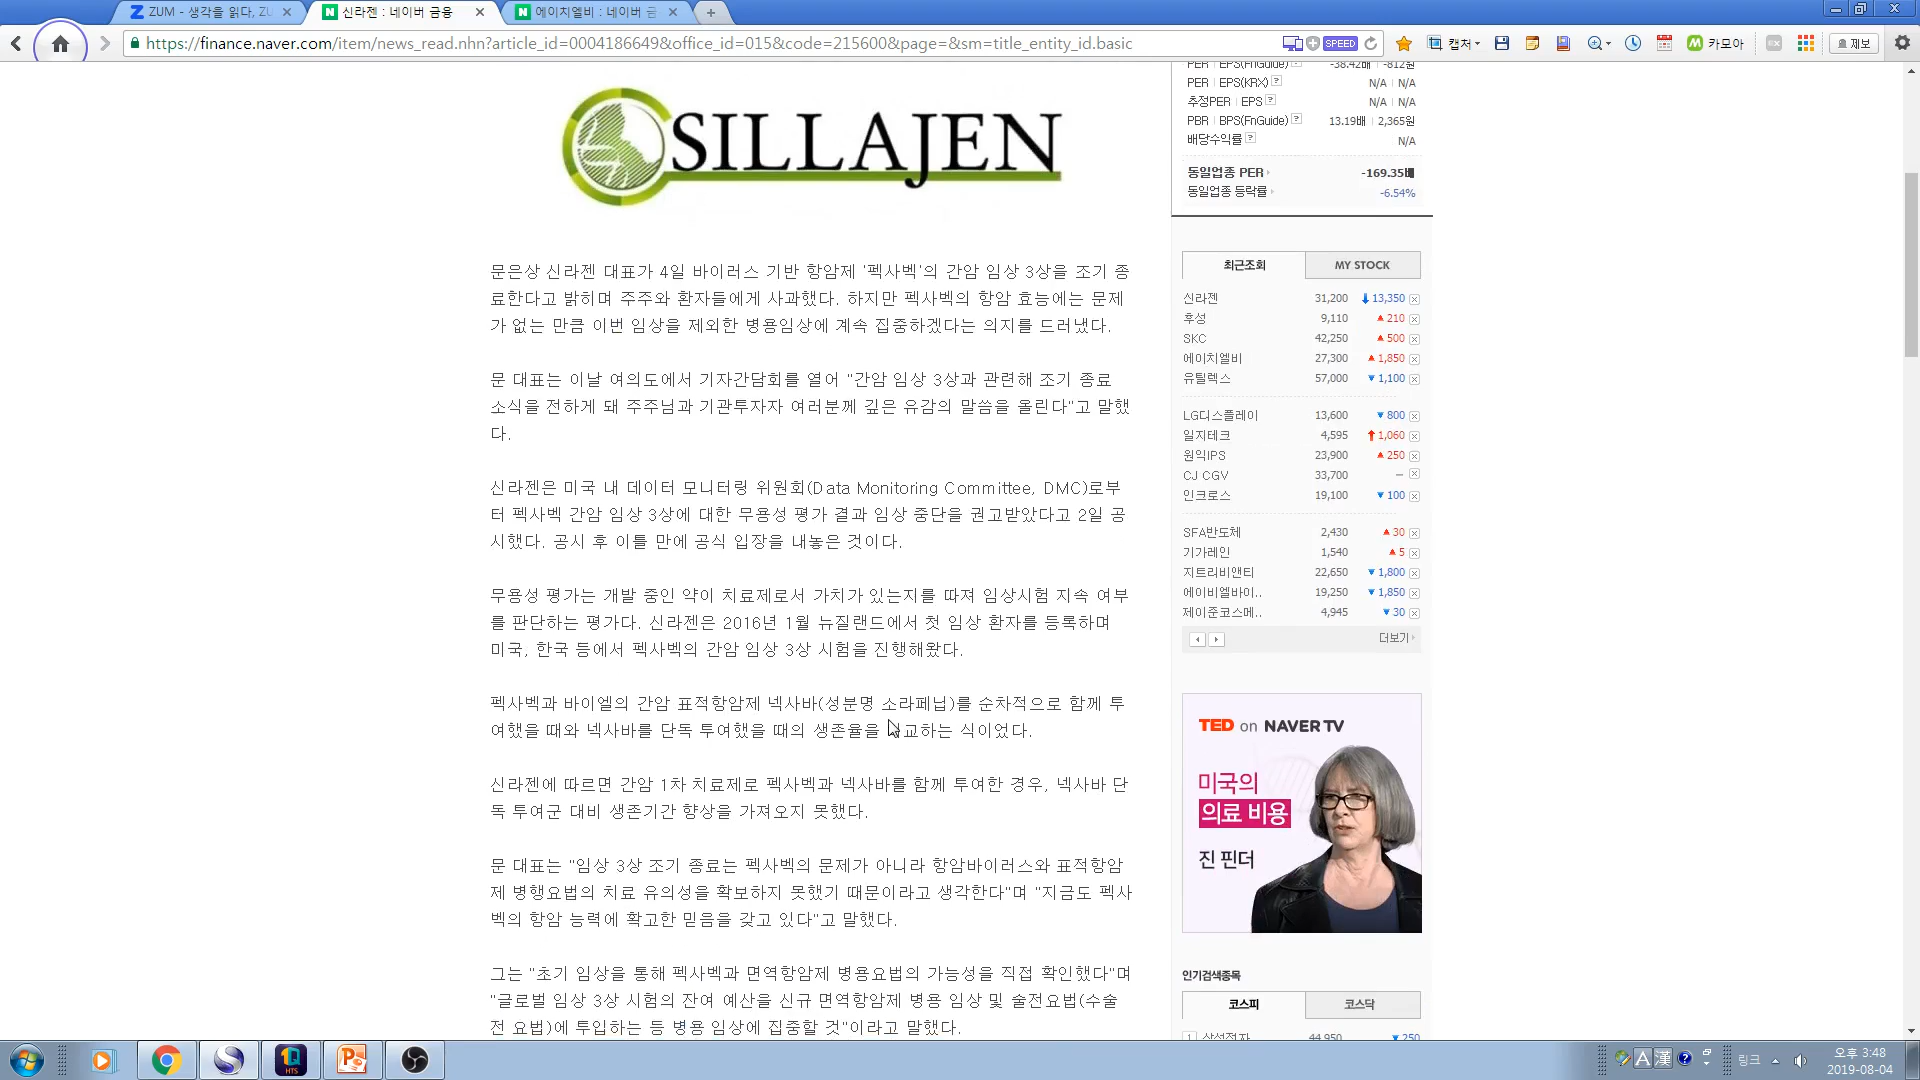 ZUM - 생각을 읽다, ZU
신라젠 : 네이버 금융
에이치엘비 : 네이버 금
https://finance.naver.com/item/news_read.nhn?article_id=0004186649&office_id=015&code=215600&page=&sm=title_entity_id.basic
SPEED
캡처
카모아
제보
SILLAJEN
문은상 신라젠 대표가 4일 바이러스 기반 항암제 '펙사벡'의 간암 임상 3상을 조기 종
료한다고 밝히며 주주와 환자들에게 사과했다. 하지만 펙사벡의 항암 효능에는 문제
가 없는 만큼 이번 임상을 제외한 병용임상에 계속 집중하겠다는 의지를 드러냈다.
문 대표는 이날 여의도에서 기자간담회를 열어 "간암 임상 3상과 관련해 조기 종료
소식을 전하게 돼 주주님과 기관투자자 여러분께 깊은 유감의 말씀을 올린다"고 말했
다.
신라젠은 미국 내 데이터 모니터링 위원회(Data Monitoring Committee, DMC)로부
터 펙사벡 간암 임상 3상에 대한 무용성 평가 결과 임상 중단을 권고받았다고 2일 공
시했다. 공시 후 이틀 만에 공식 입장을 내놓은 것이다.
무용성 평가는 개발 중인 약이 치료제로서 가치가 있는지를 따져 임상시험 지속 여부
를 판단하는 평가다. 신라젠은 2016년 1월 뉴질랜드에서 첫 임상 환자를 등록하며
미국, 한국 등에서 펙사벡의 간암 임상 3상 시험을 진행해왔다.
펙사벡과 바이엘의 간암 표적항암제 넥사바(성분명 소라페닙)를 순차적으로 함께 투
여했을 때와 넥사바를 단독 투여했을 때의 생존율을 비교하는 식이었다.
신라젠에 따르면 간암 1차 치료제로 펙사벡과 넥사바를 함께 투여한 경우, 넥사바 단
독 투여군 대비 생존기간 향상을 가져오지 못했다.
문 대표는 "임상 3상 조기 종료는 펙사벡의 문제가 아니라 항암바이러스와 표적항암
제 병행요법의 치료 유의성을 확보하지 못했기 때문이라고 생각한다"며 "지금도 펙사
벡의 항암 능력에 확고한 믿음을 갖고 있다"고 말했다.
그는 "초기 임상을 통해 펙사벡과 면역항암제 병용요법의 가능성을 직접 확인했다"며
"글로벌 임상 3상 시험의 잔여 예산을 신규 면역항암제 병용 임상 및 술전요법(수술
전 요법)에 투입하는 등 병용 임상에 집중할 것"이라고 말했다.
PER EPS(FnGuide) ? -38.42배 -812원
PER EPS(KRX) ? N/A N/A
추정PER EPS ? N/A N/A
PBR BPS(FnGuide) ? 13.19배 2,365원
배당수익률 ? N/A
동일업종 PER -169.35배
동일업종 등락률 -6.54%
최근조회 MY STOCK
신라젠 31,200 13,350
후성 9,110 210
SKC 42,250 500
에이치엘비 27,300 1,850
유틸렉스 57,000 1,100
LG디스플레이 13,600 800
일지테크 4,595 1,060
원익IPS 23,900 250
CJ CGV 33,700 –
인크로스 19,100 100
SFA반도체 2,430 30
기가레인 1,540 5
지트리비앤티 22,650 1,800
에이비엘바이.. 19,250 1,850
제이준코스메.. 4,945 30
더보기
TED on NAVER TV
미국의
의료 비용
진 핀더
인기검색종목
코스피 코스닥
1 삼성전자 44,950 250
HTS
A 漢 링크
오후 3:48
2019-08-04